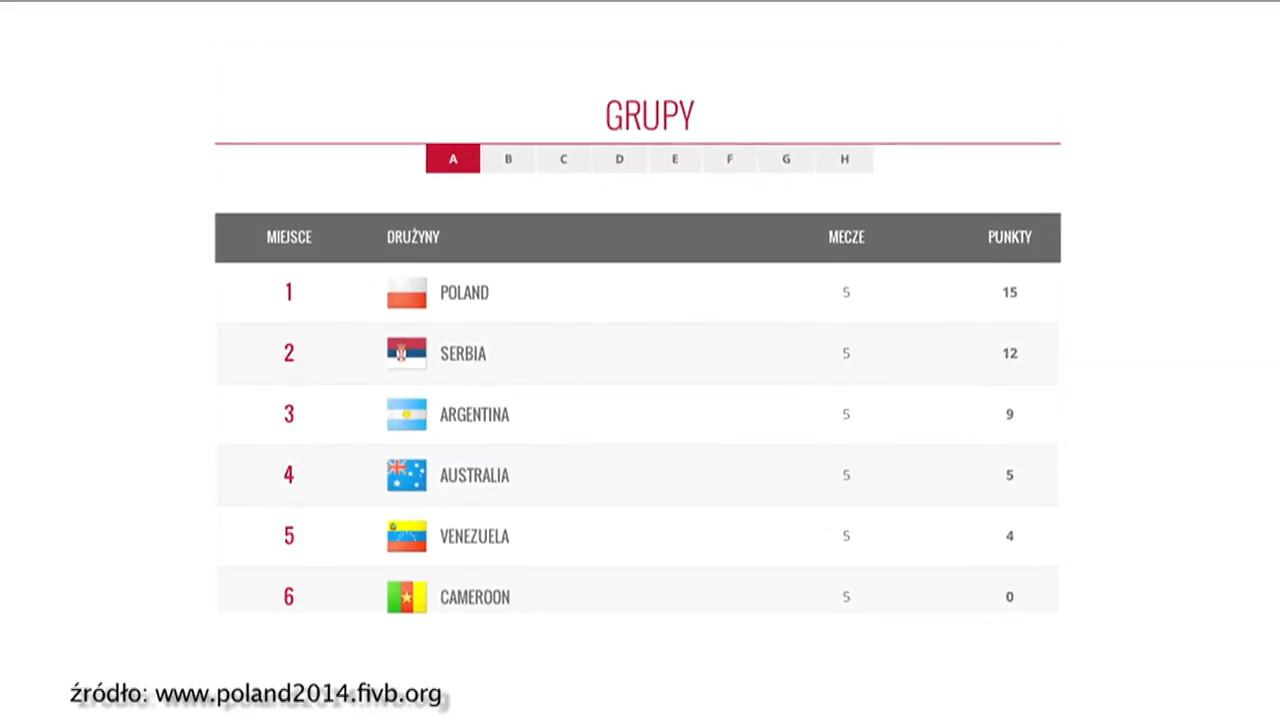 GRUPY
A B C D E F G H
MIEJSCE DRUŻYNY MECZE PUNKTY
1 POLAND 5 15
2 SERBIA 5 12
3 ARGENTINA 5 9
4 AUSTRALIA 5 5
5 VENEZUELA 5 4
6 CAMEROON 5 0
źródło: www.poland2014.fivb.org